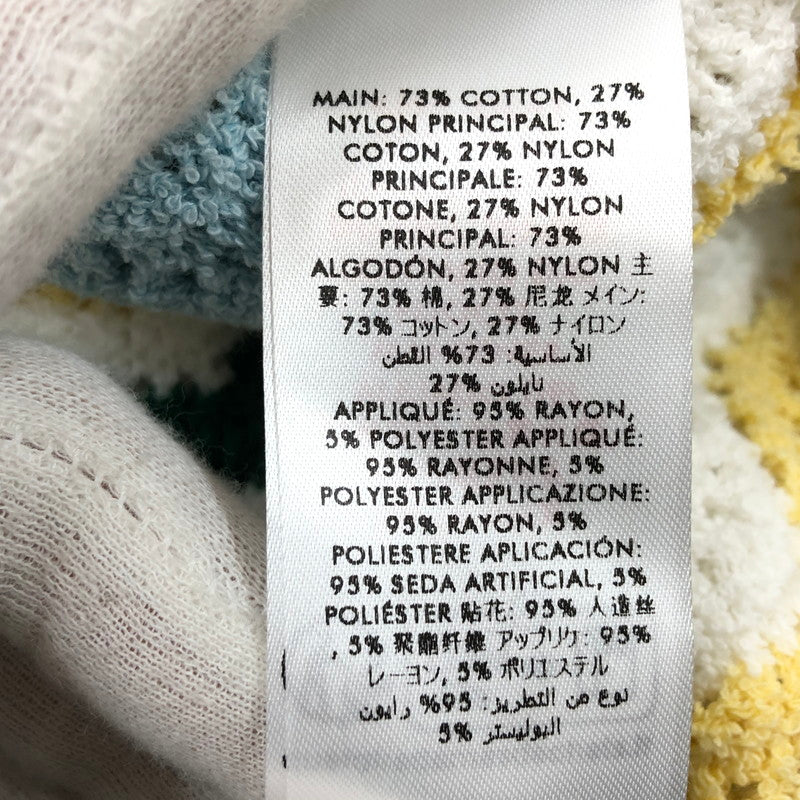 MAIN: 73% COTTON, 27%
NYLON PRINCIPAL: 73%
COTON, 27% NYLON
PRINCIPALE: 73%
COTONE, 27% NYLON
PRINCIPAL: 73%
ALGODÓN, 27% NYLON 主
要: 73% 棉, 27% 尼龙 メイン:
73% コットン, 27% ナイロン
الأساسية: 73% القطن
نايلون 27%
APPLIQUÉ: 95% RAYON,
5% POLYESTER APPLIQUÉ:
95% RAYONNE, 5%
POLYESTER APPLICAZIONE:
95% RAYON, 5%
POLIESTERE APLICACIÓN:
95% SEDA ARTIFICIAL, 5%
POLIÉSTER 贴花: 95% 人造丝
, 5% 聚酯纤维 アップリケ: 95%
レーヨン, 5% ポリエステル
نوع من التطريز: 95% رايون
البوليستر 5%